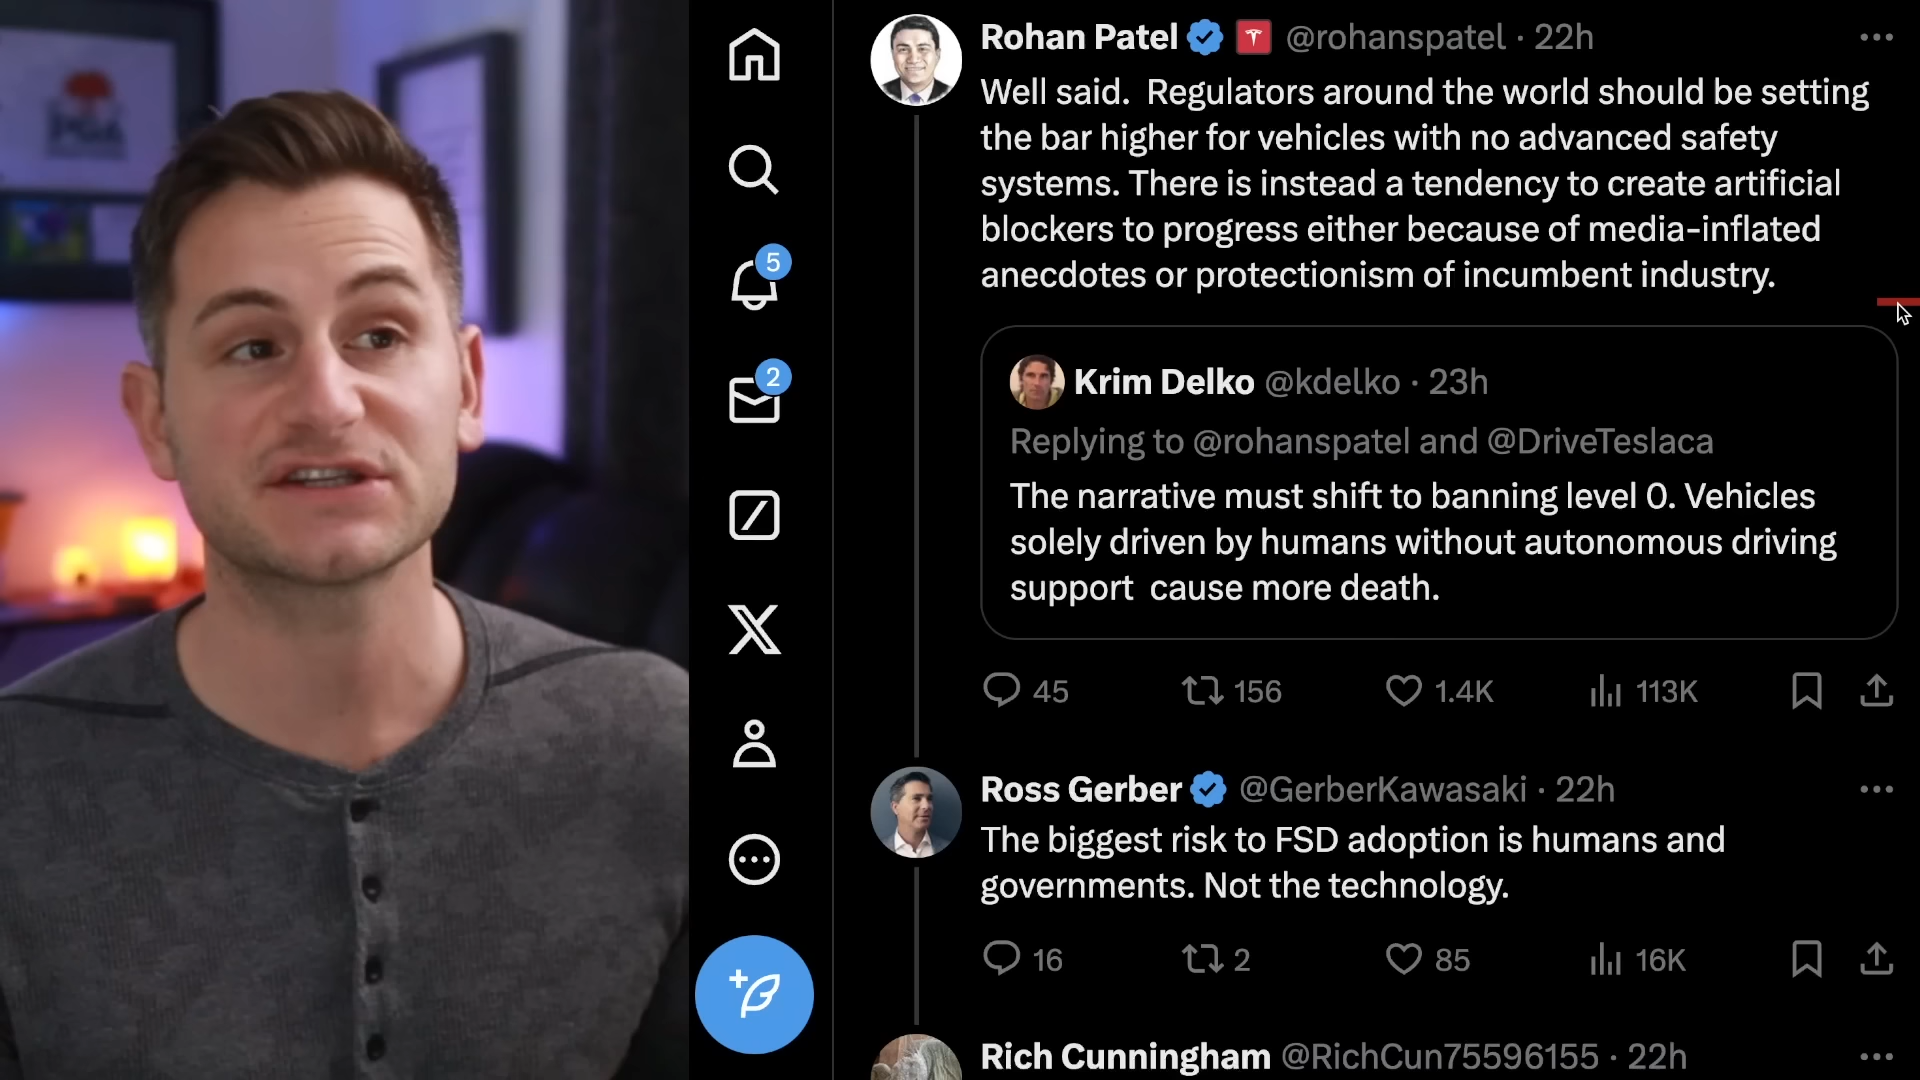 PGA
Rohan Patel @rohanspatel · 22h
Well said. Regulators around the world should be setting
the bar higher for vehicles with no advanced safety
systems. There is instead a tendency to create artificial
blockers to progress either because of media-inflated
anecdotes or protectionism of incumbent industry.
Krim Delko @kdelko · 23h
Replying to @rohanspatel and @DriveTeslaca
The narrative must shift to banning level 0. Vehicles
solely driven by humans without autonomous driving
support cause more death.
45 156 1.4K 113K
Ross Gerber @GerberKawasaki · 22h
The biggest risk to FSD adoption is humans and
governments. Not the technology.
16 2 85 16K
Rich Cunningham @RichCun75596155 · 22h
5
2